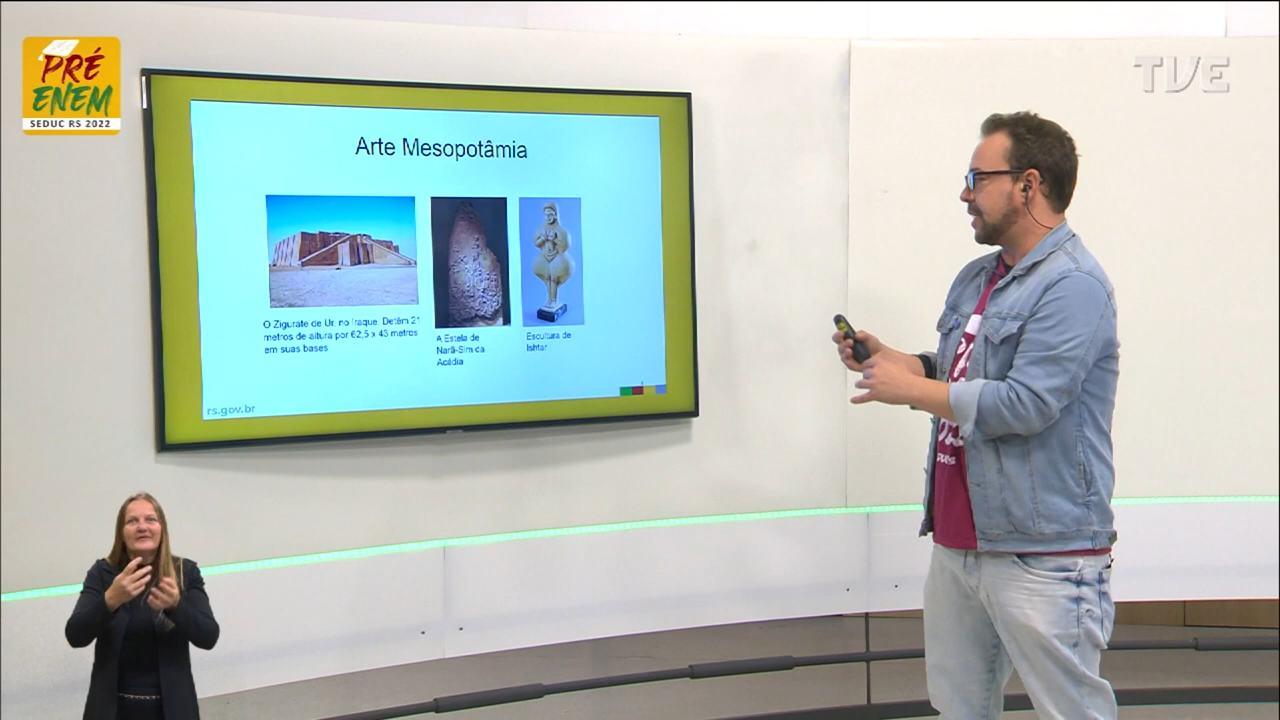 PRÉ
ENEM
SEDUC RS 2022
TVE
Arte Mesopotâmia
O Zigurate de Ur, no Iraque. Detêm 21
metros de altura por 62,5 x 43 metros
em suas bases
A Estela de
Narã-Sim da
Acádia
Escultura de
Ishtar
rs.gov.br